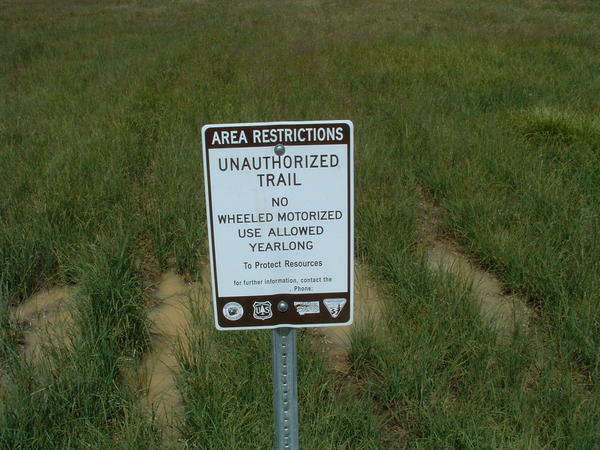 AREA RESTRICTIONS
UNAUTHORIZED
TRAIL
NO
WHEELED MOTORIZED
USE ALLOWED
YEARLONG
To Protect Resources
for further information, contact the
, Phone:
UAS